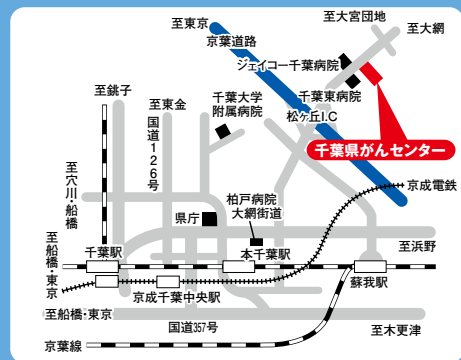 至大宮団地
至東京
至大網
京葉道路
ジェイコー千葉病院
至銚子
至東金
千葉東病院
千葉大学
附属病院
松ヶ丘I.C
国道126号
千葉県がんセンター
至穴川・船橋
京成電鉄
柏戸病院
大網街道
県庁
至船橋・東京
千葉駅
本千葉駅
至浜野
蘇我駅
京成千葉中央駅
至船橋・東京
国道357号
至木更津
京葉線